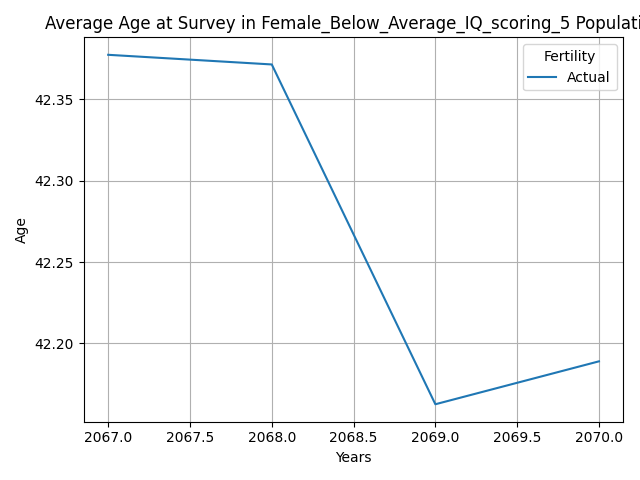 Average Age at Survey in Female_Below_Average_IQ_scoring_5 Populati
Fertility
Actual
42.35
42.30
42.25
42.20
Age
2067.0 2067.5 2068.0 2068.5 2069.0 2069.5 2070.0
Years